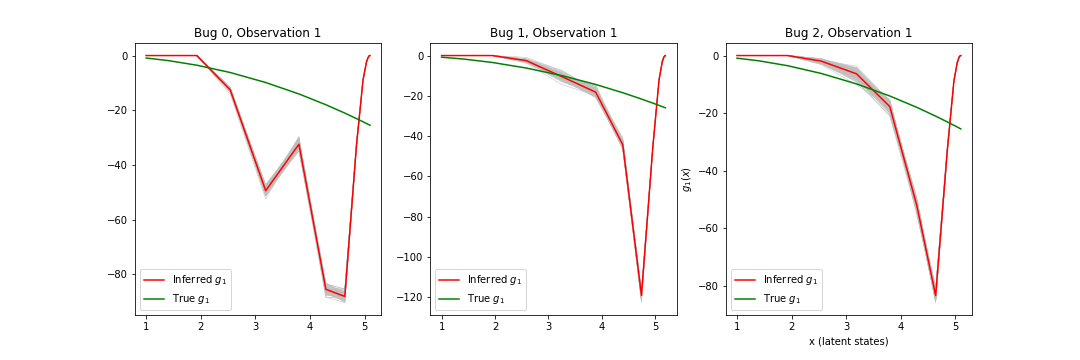 Bug 0, Observation 1
0
−20
−40
−60
−80
1 2 3 4 5
Inferred g₁
True g₁
Bug 1, Observation 1
0
−20
−40
−60
−80
−100
−120
1 2 3 4 5
Inferred g₁
True g₁
Bug 2, Observation 1
g₁(x)
0
−20
−40
−60
−80
1 2 3 4 5
x (latent states)
Inferred g₁
True g₁